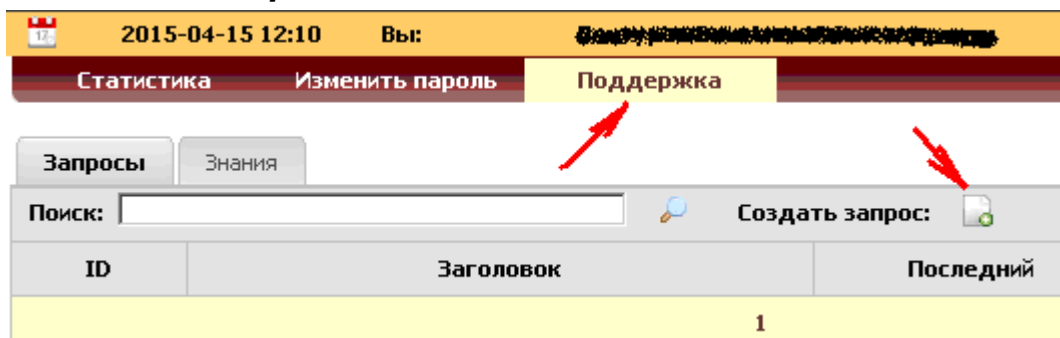 17 2015-04-15 12:10 Вы:
Статистика Изменить пароль Поддержка
Запросы Знания
Поиск: Создать запрос:
ID Заголовок Последний
1